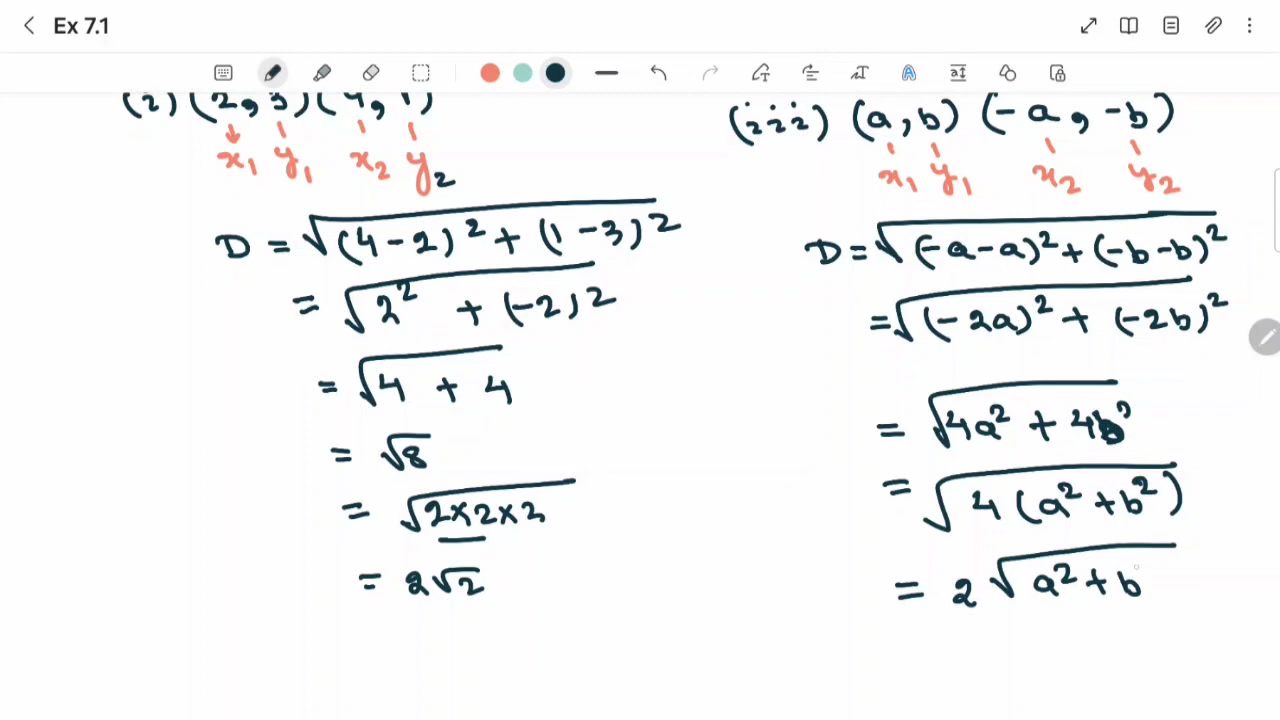 Ex 7.1
(i) (2, 3) (4, 1)
x₁ y₁ x₂ y₂
D = √(4-2)² + (1-3)²
= √2² + (-2)²
= √4 + 4
= √8
= √2×2×2
= 2√2
(iii) (a, b) (-a, -b)
x₁ y₁ x₂ y₂
D = √(-a-a)² + (-b-b)²
= √(-2a)² + (-2b)²
= √4a² + 4b²
= √4(a² + b²)
= 2√a² + b